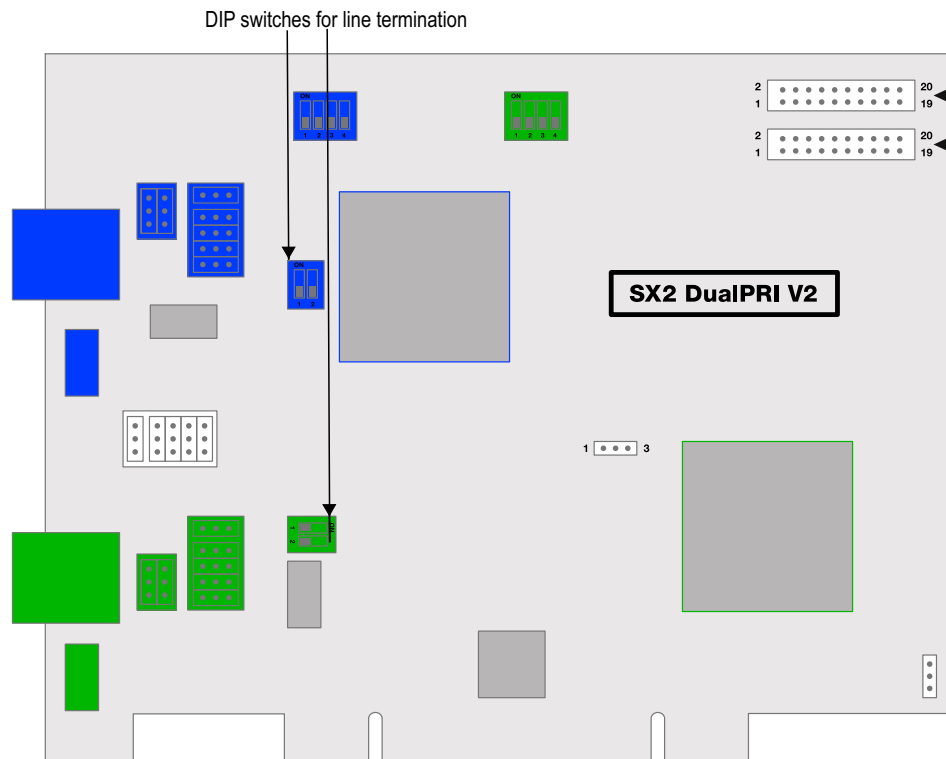 DIP switches for line termination
ON
1 2 3 4
ON
1 2 3 4
2 20
1 19
2 20
1 19
ON
1 2
SX2 DualPRI V2
1 3
1
2
ON